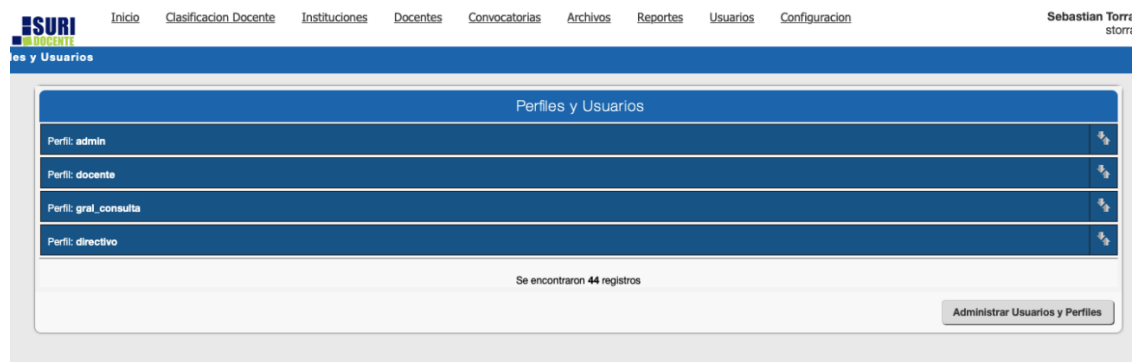 Inicio Clasificacion Docente Instituciones Docentes Convocatorias Archivos Reportes Usuarios Configuracion
Sebastian Torra
storra
SURI
DOCENTE
les y Usuarios
Perfiles y Usuarios
Perfil: admin
Perfil: docente
Perfil: gral_consulta
Perfil: directivo
Se encontraron 44 registros
Administrar Usuarios y Perfiles